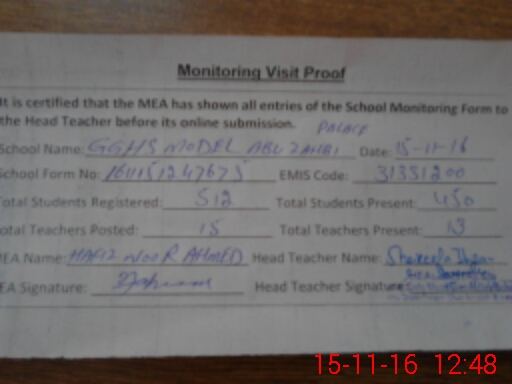 Monitoring Visit Proof
It is certified that the MEA has shown all entries of the School Monitoring Form to
the Head Teacher before its online submission.
PALACE
School Name: GGHS MODEL ABU ZAHBI Date: 15-11-16
School Form No: EMIS Code: 31351200
Total Students Registered: 512 Total Students Present: 450
Total Teachers Posted: 15 Total Teachers Present: 13
MEA Name: HAFIZ NOOR AHMED Head Teacher Name: Shakeela
EA Signature: Head Teacher Signature
15-11-16 12:48